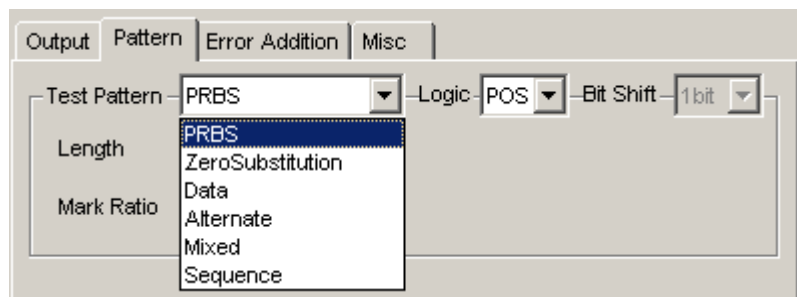 Output Pattern Error Addition Misc
Test Pattern PRBS Logic POS Bit Shift 1bit
PRBS
Length
ZeroSubstitution
Data
Mark Ratio
Alternate
Mixed
Sequence